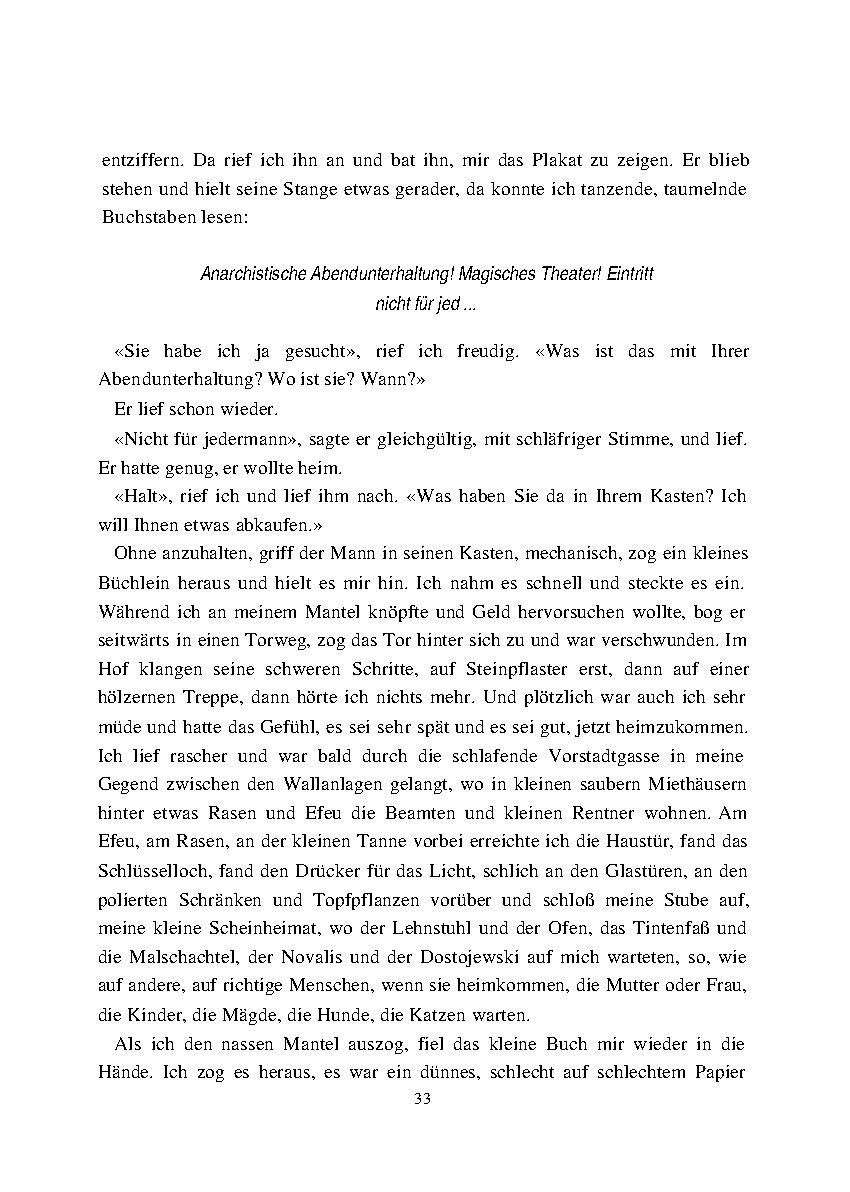 entziffern. Da rief ich ihn an und bat ihn, mir das Plakat zu zeigen. Er blieb
stehen und hielt seine Stange etwas gerader, da konnte ich tanzende, taumelnde
Buchstaben lesen:
Anarchistische Abendunterhaltung! Magisches Theater! Eintritt
nicht für jed ...
«Sie habe ich ja gesucht», rief ich freudig. «Was ist das mit Ihrer
Abendunterhaltung? Wo ist sie? Wann?»
Er lief schon wieder.
«Nicht für jedermann», sagte er gleichgültig, mit schläfriger Stimme, und lief.
Er hatte genug, er wollte heim.
«Halt», rief ich und lief ihm nach. «Was haben Sie da in Ihrem Kasten? Ich
will Ihnen etwas abkaufen.»
Ohne anzuhalten, griff der Mann in seinen Kasten, mechanisch, zog ein kleines
Büchlein heraus und hielt es mir hin. Ich nahm es schnell und steckte es ein.
Während ich an meinem Mantel knöpfte und Geld hervorsuchen wollte, bog er
seitwärts in einen Torweg, zog das Tor hinter sich zu und war verschwunden. Im
Hof klangen seine schweren Schritte, auf Steinpflaster erst, dann auf einer
hölzernen Treppe, dann hörte ich nichts mehr. Und plötzlich war auch ich sehr
müde und hatte das Gefühl, es sei sehr spät und es sei gut, jetzt heimzukommen.
Ich lief rascher und war bald durch die schlafende Vorstadtgasse in meine
Gegend zwischen den Wallanlagen gelangt, wo in kleinen saubern Miethäusern
hinter etwas Rasen und Efeu die Beamten und kleinen Rentner wohnen. Am
Efeu, am Rasen, an der kleinen Tanne vorbei erreichte ich die Haustür, fand das
Schlüsselloch, fand den Drücker für das Licht, schlich an den Glastüren, an den
polierten Schränken und Topfpflanzen vorüber und schloß meine Stube auf,
meine kleine Scheinheimat, wo der Lehnstuhl und der Ofen, das Tintenfaß und
die Malschachtel, der Novalis und der Dostojewski auf mich warteten, so, wie
auf andere, auf richtige Menschen, wenn sie heimkommen, die Mutter oder Frau,
die Kinder, die Mägde, die Hunde, die Katzen warten.
Als ich den nassen Mantel auszog, fiel das kleine Buch mir wieder in die
Hände. Ich zog es heraus, es war ein dünnes, schlecht auf schlechtem Papier
33